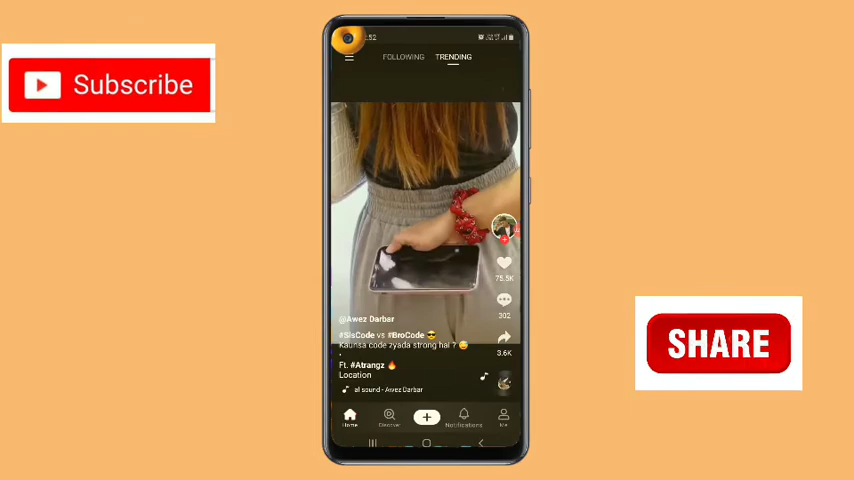 Subscribe
:52
FOLLOWING
TRENDING
75.5K
302
3.6K
@Awez Darbar
#SisCode vs #BroCode 😎
Kaunsa code zyada strong hai ? 😅
•
Ft. #Atrangz 🔥
Location
al sound - Awez Darbar
Home
Discover
Notifications
Me
SHARE